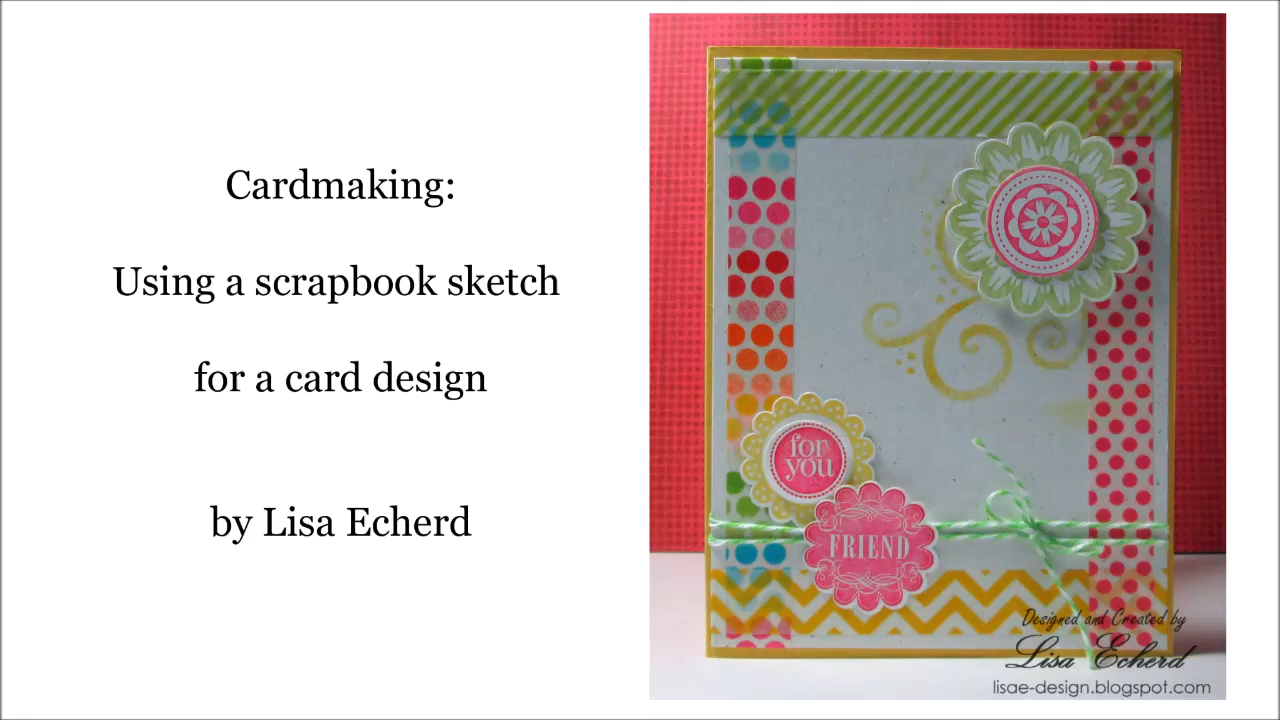 Cardmaking:
Using a scrapbook sketch
for a card design
by Lisa Echerd
for
you
FRIEND
Designed and Created by
Lisa Echerd
lisae-design.blogspot.com